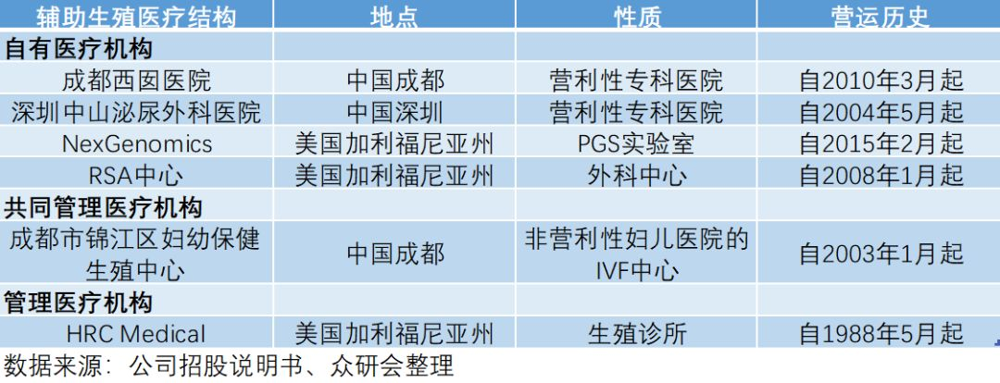 辅助生殖医疗结构 地点 性质 营运历史
自有医疗机构
成都西囡医院 中国成都 营利性专科医院 自2010年3月起
深圳中山泌尿外科医院 中国深圳 营利性专科医院 自2004年5月起
NexGenomics 美国加利福尼亚州 PGS实验室 自2015年2月起
RSA中心 美国加利福尼亚州 外科中心 自2008年1月起
共同管理医疗机构
成都市锦江区妇幼保健
生殖中心 中国成都 非营利性妇儿医院的
IVF中心 自2003年1月起
管理医疗机构
HRC Medical 美国加利福尼亚州 生殖诊所 自1988年5月起
数据来源：公司招股说明书、众研会整理